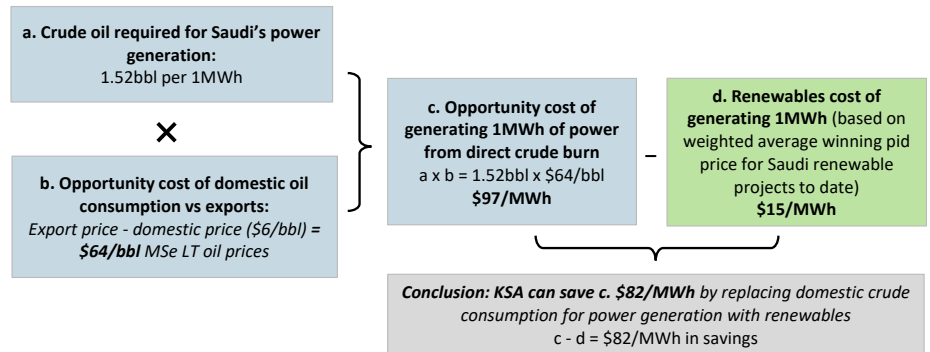 a. Crude oil required for Saudi's power
generation:
1.52bbl per 1MWh
×
b. Opportunity cost of domestic oil
consumption vs exports:
Export price - domestic price ($6/bbl) =
$64/bbl MSe LT oil prices
c. Opportunity cost of
generating 1MWh of power
from direct crude burn
a x b = 1.52bbl x $64/bbl
$97/MWh
–
d. Renewables cost of
generating 1MWh (based on
weighted average winning pid
price for Saudi renewable
projects to date)
$15/MWh
Conclusion: KSA can save c. $82/MWh by replacing domestic crude
consumption for power generation with renewables
c - d = $82/MWh in savings